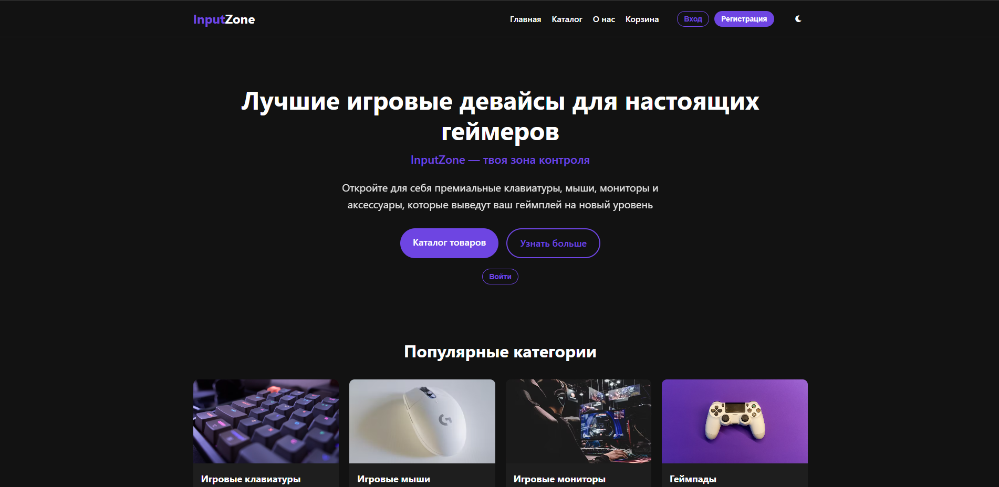 InputZone
Главная Каталог О нас Корзина Вход Регистрация
Лучшие игровые девайсы для настоящих
геймеров
InputZone — твоя зона контроля
Откройте для себя премиальные клавиатуры, мыши, мониторы и
аксессуары, которые выведут ваш геймплей на новый уровень
Каталог товаров Узнать больше
Войти
Популярные категории
Игровые клавиатуры Игровые мыши Игровые мониторы Геймпады